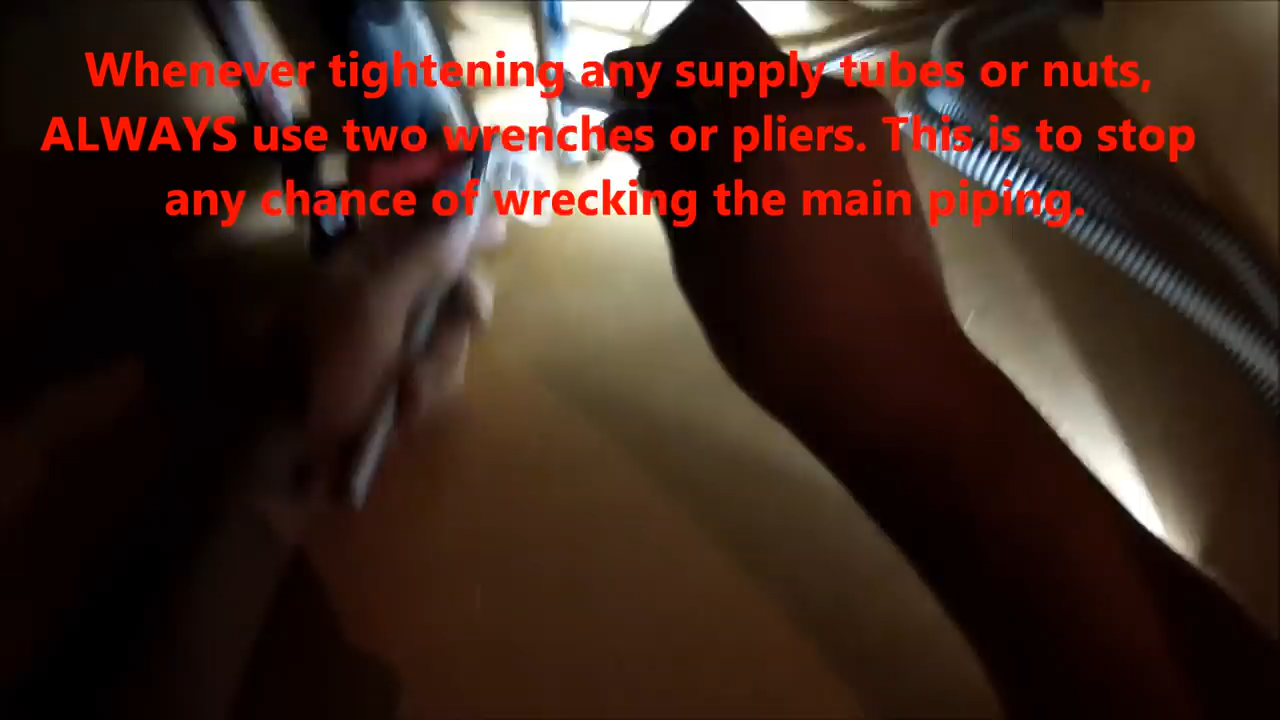 Whenever tightening any supply tubes or nuts,
ALWAYS use two wrenches or pliers. This is to stop
any chance of wrecking the main piping.